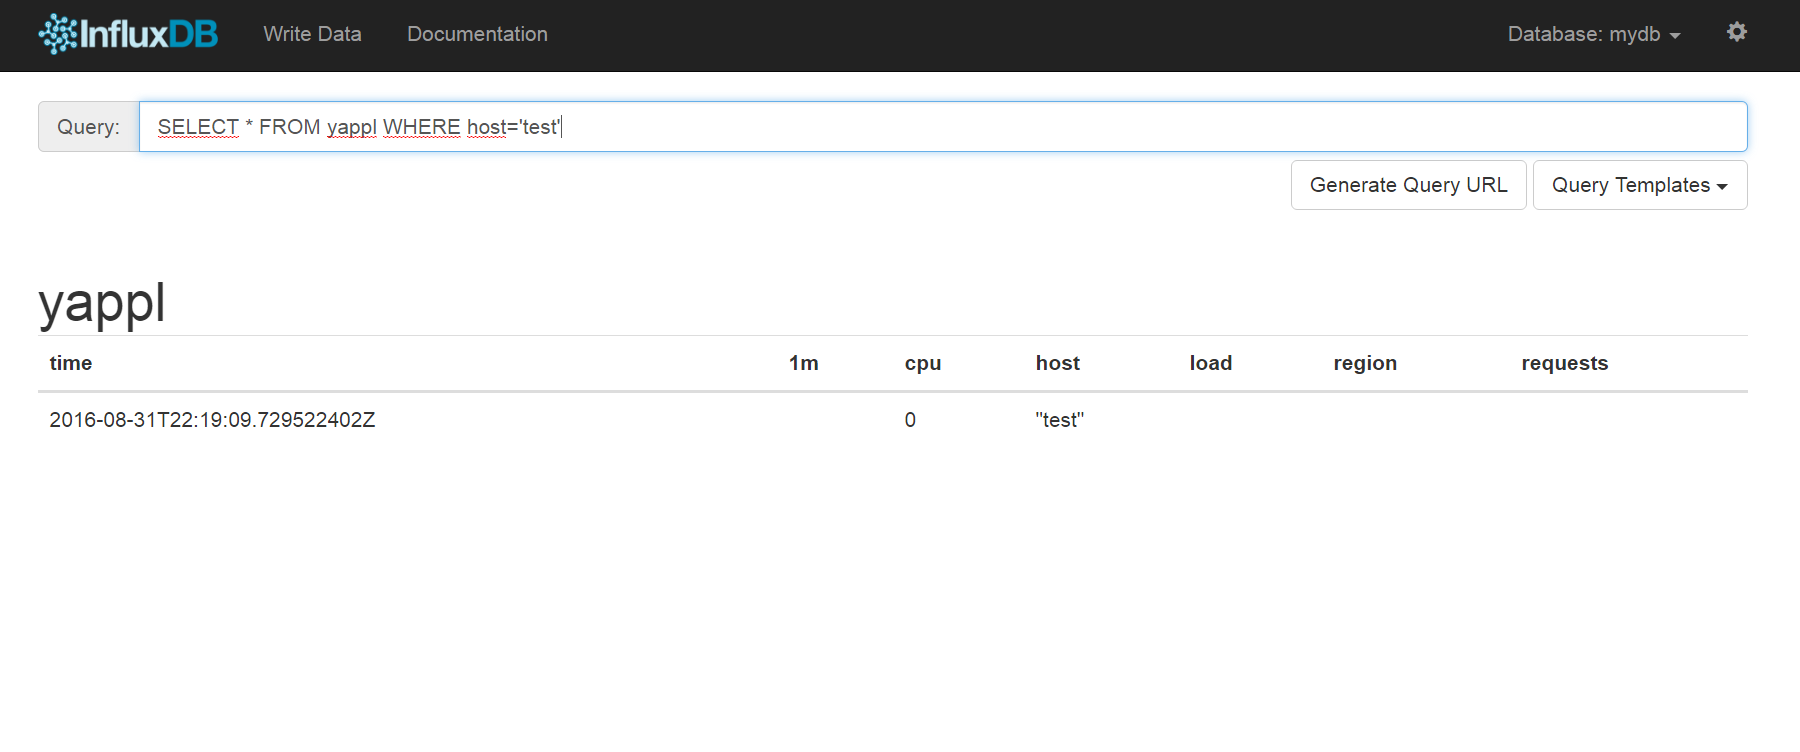 InfluxDB Write Data Documentation Database: mydb
Query: SELECT * FROM yappl WHERE host='test'
Generate Query URL Query Templates
yappl
time 1m cpu host load region requests
2016-08-31T22:19:09.729522402Z 0 "test"